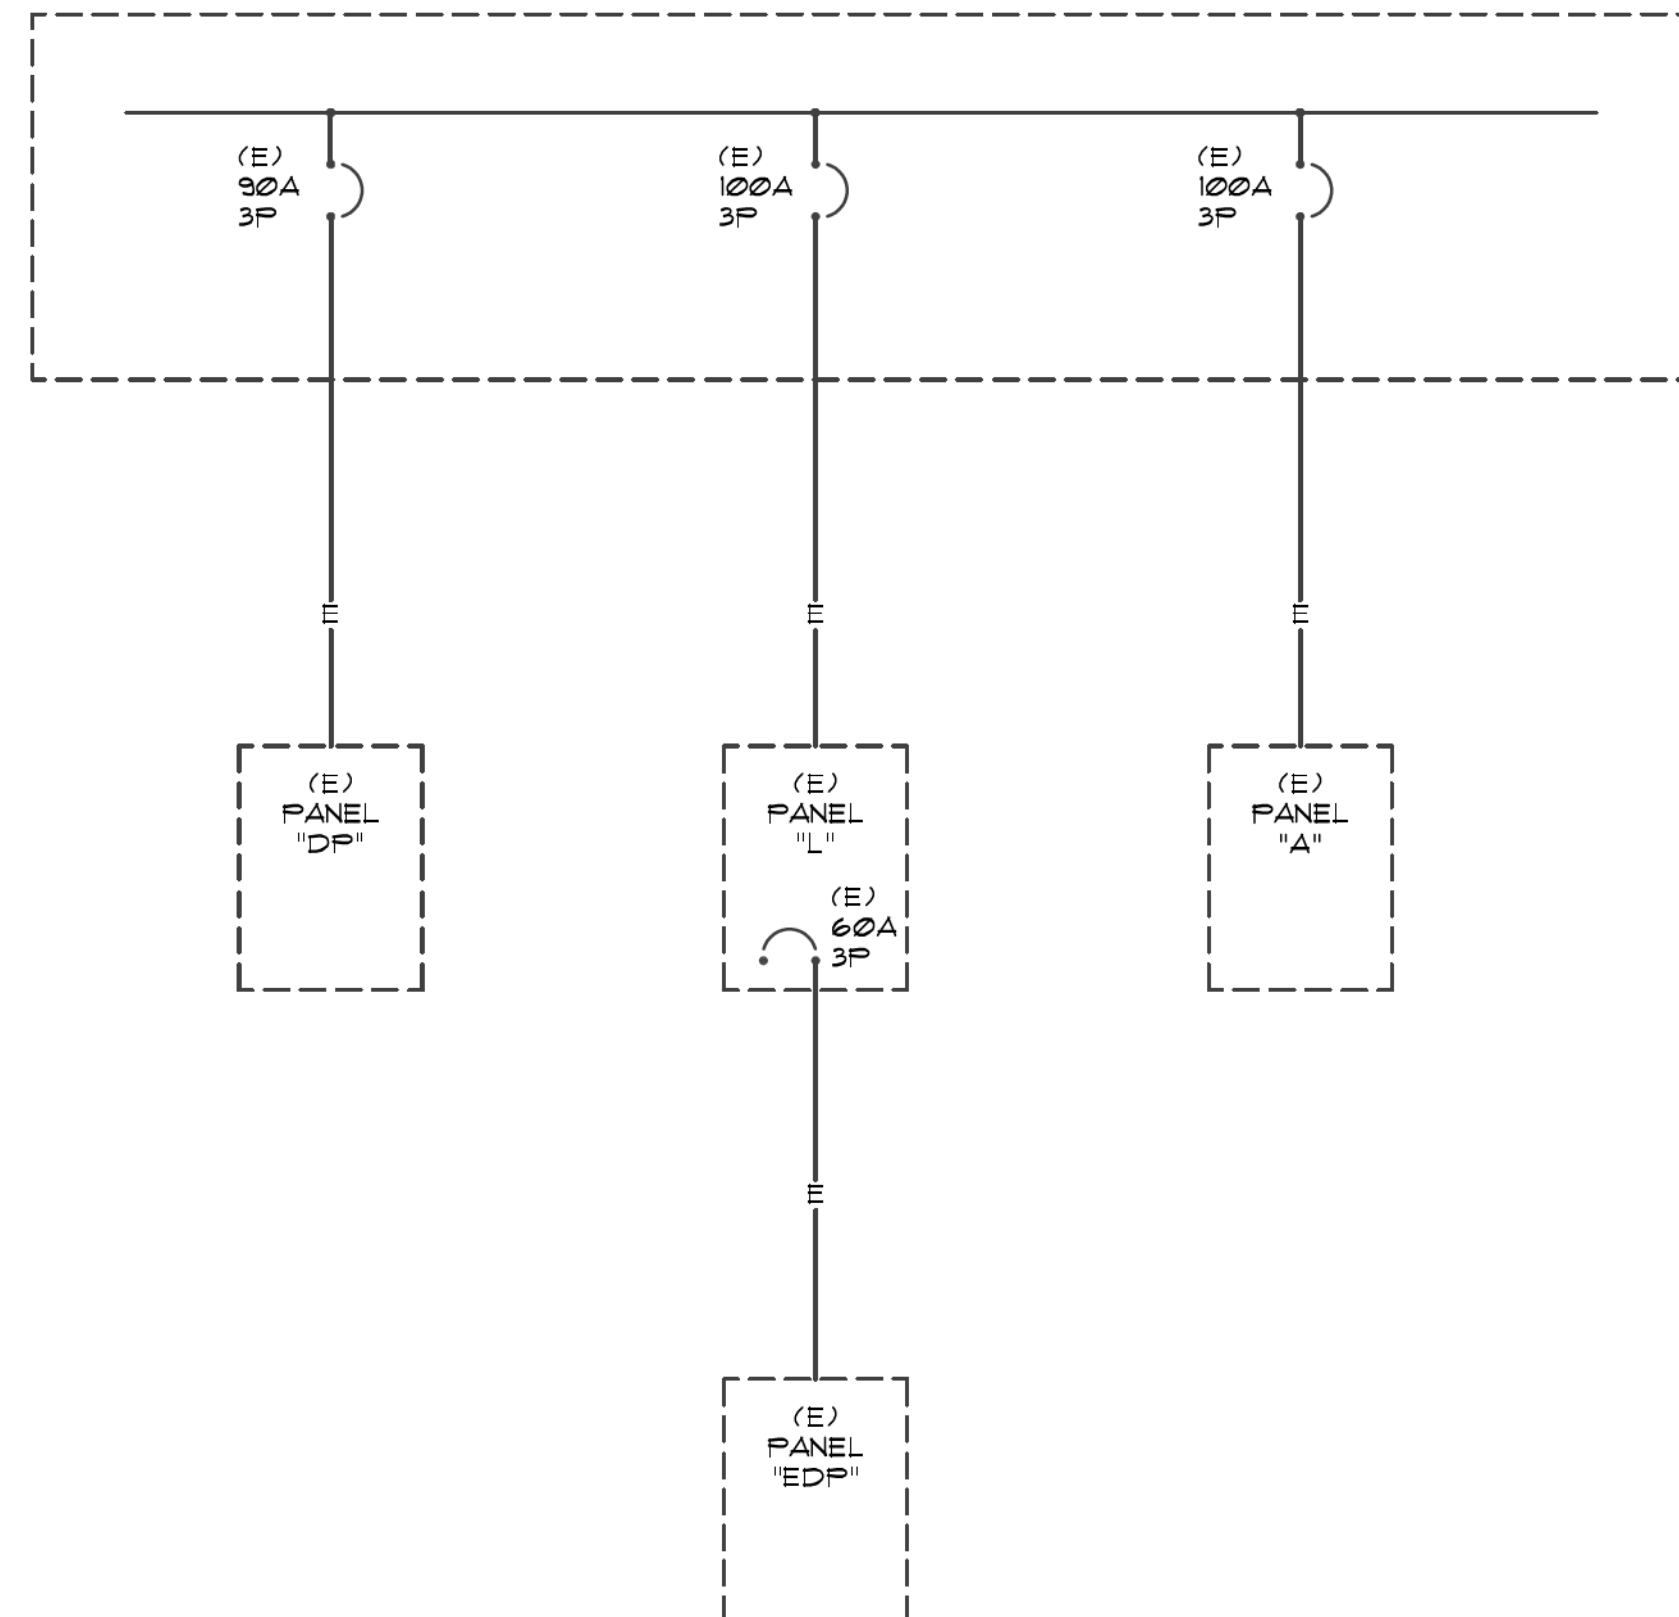 (E)
90A
3P
(E)
100A
3P
(E)
100A
3P
E
E
E
(E)
PANEL
"DP"
(E)
PANEL
"L"
(E)
60A
3P
(E)
PANEL
"A"
E
(E)
PANEL
"EDP"